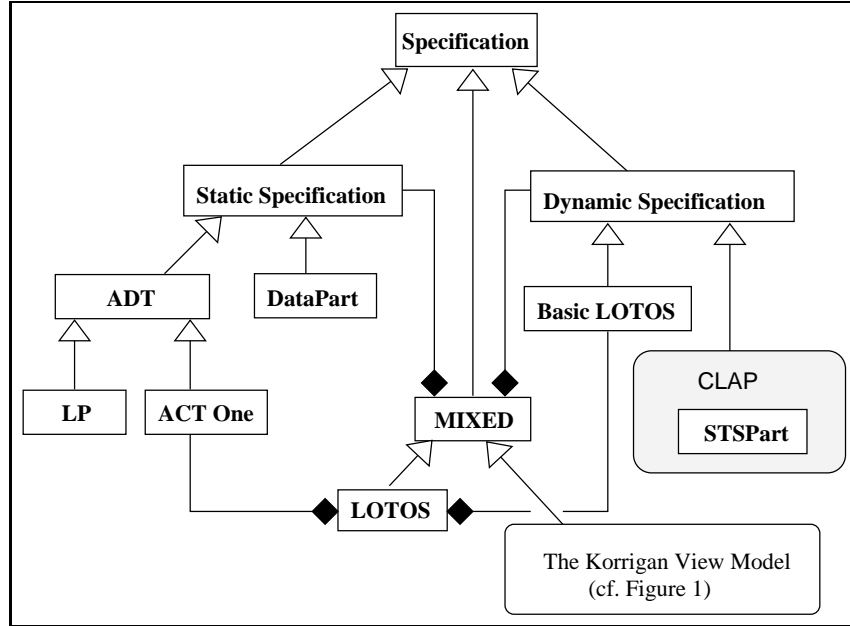 Specification
Static Specification
Dynamic Specification
ADT
DataPart
Basic LOTOS
LP
ACT One
MIXED
CLAP
STSPart
LOTOS
The Korrigan View Model
(cf. Figure 1)